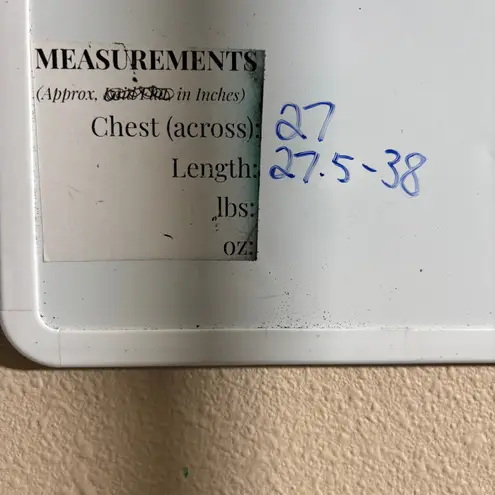 MEASUREMENTS
(Approx, in Inches)
Chest (across): 27
Length: 27.5-38
lbs:
oz: